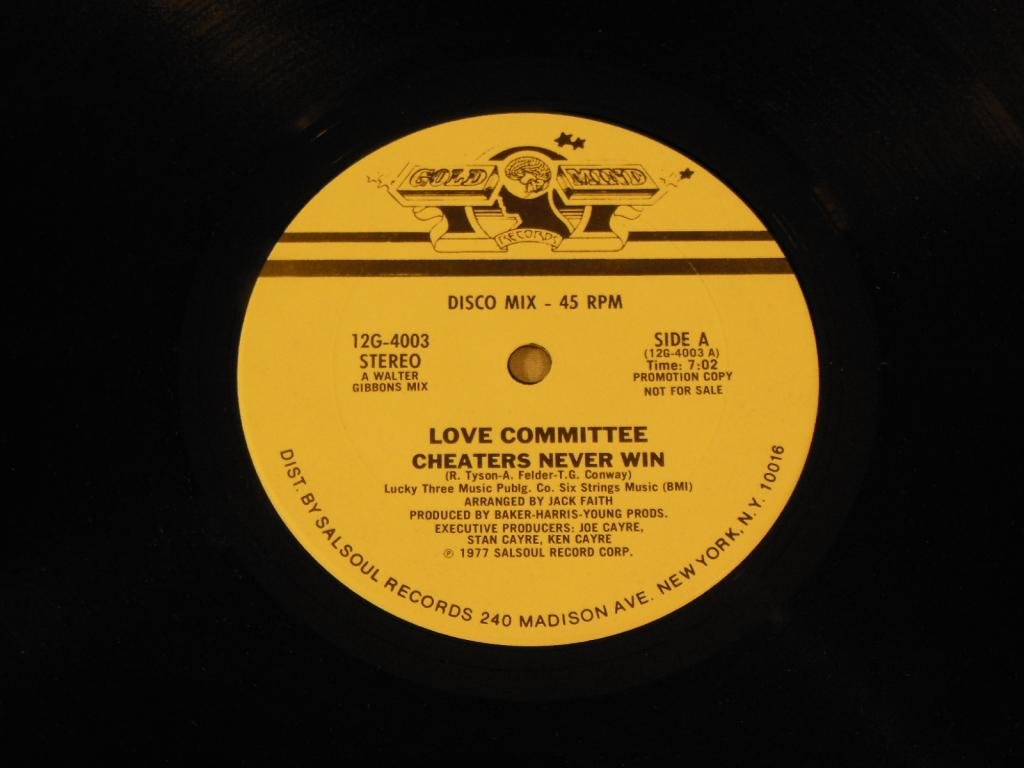 GOLD MIND
RECORDS
DISCO MIX - 45 RPM
12G-4003
STEREO
A WALTER
GIBBONS MIX
SIDE A
(12G-4003 A)
Time: 7:02
PROMOTION COPY
NOT FOR SALE
LOVE COMMITTEE
CHEATERS NEVER WIN
(R. Tyson-A. Felder-T.G. Conway)
Lucky Three Music Publg. Co. Six Strings Music (BMI)
ARRANGED BY JACK FAITH
PRODUCED BY BAKER-HARRIS-YOUNG PRODS.
EXECUTIVE PRODUCERS: JOE CAYRE,
STAN CAYRE, KEN CAYRE
℗ 1977 SALSOUL RECORD CORP.
DIST. BY SALSOUL RECORDS 240 MADISON AVE. NEW YORK, N.Y. 10016